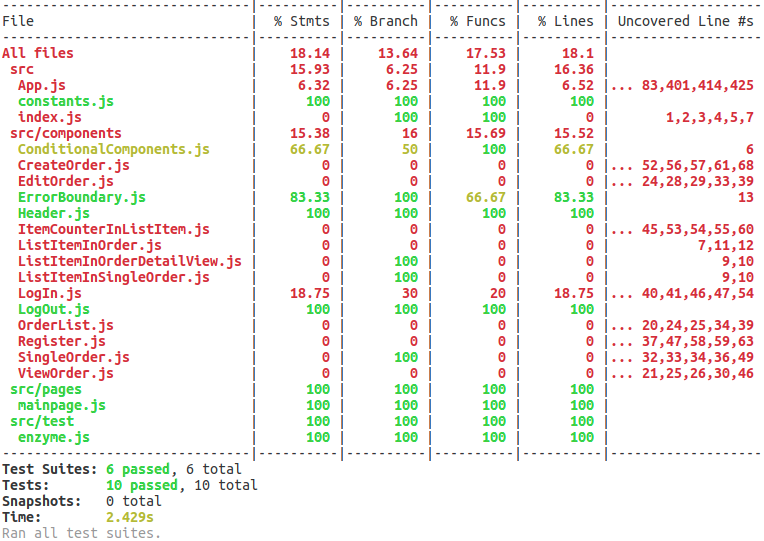 -------------------------------|----------|----------|----------|----------|-------------------|
File                           |  % Stmts | % Branch |  % Funcs |  % Lines | Uncovered Line #s |
-------------------------------|----------|----------|----------|----------|-------------------|
All files                      |    18.14 |    13.64 |    17.53 |     18.1 |                   |
 src                           |    15.93 |     6.25 |     11.9 |    16.36 |                   |
  App.js                       |     6.32 |     6.25 |     11.9 |     6.52 |... 83,401,414,425 |
  constants.js                 |      100 |      100 |      100 |      100 |                   |
  index.js                     |        0 |      100 |      100 |        0 |       1,2,3,4,5,7 |
 src/components                |    15.38 |       16 |    15.69 |    15.52 |                   |
  ConditionalComponents.js     |    66.67 |       50 |      100 |    66.67 |                 6 |
  CreateOrder.js               |        0 |        0 |        0 |        0 |... 52,56,57,61,68 |
  EditOrder.js                 |        0 |        0 |        0 |        0 |... 24,28,29,33,39 |
  ErrorBoundary.js             |    83.33 |      100 |    66.67 |    83.33 |                13 |
  Header.js                    |      100 |      100 |      100 |      100 |                   |
  ItemCounterInListItem.js     |        0 |        0 |        0 |        0 |... 45,53,54,55,60 |
  ListItemInOrder.js           |        0 |        0 |        0 |        0 |           7,11,12 |
  ListItemInOrderDetailView.js |        0 |      100 |        0 |        0 |              9,10 |
  ListItemInSingleOrder.js     |        0 |      100 |        0 |        0 |              9,10 |
  LogIn.js                     |    18.75 |       30 |       20 |    18.75 |... 40,41,46,47,54 |
  LogOut.js                    |      100 |      100 |      100 |      100 |                   |
  OrderList.js                 |        0 |        0 |        0 |        0 |... 20,24,25,34,39 |
  Register.js                  |        0 |        0 |        0 |        0 |... 37,47,58,59,63 |
  SingleOrder.js               |        0 |      100 |        0 |        0 |... 32,33,34,36,49 |
  ViewOrder.js                 |        0 |        0 |        0 |        0 |... 21,25,26,30,46 |
 src/pages                     |      100 |      100 |      100 |      100 |                   |
  mainpage.js                  |      100 |      100 |      100 |      100 |                   |
 src/test                      |      100 |      100 |      100 |      100 |                   |
  enzyme.js                    |      100 |      100 |      100 |      100 |                   |
-------------------------------|----------|----------|----------|----------|-------------------|
Test Suites: 6 passed, 6 total
Tests:       10 passed, 10 total
Snapshots:   0 total
Time:        2.429s
Ran all test suites.